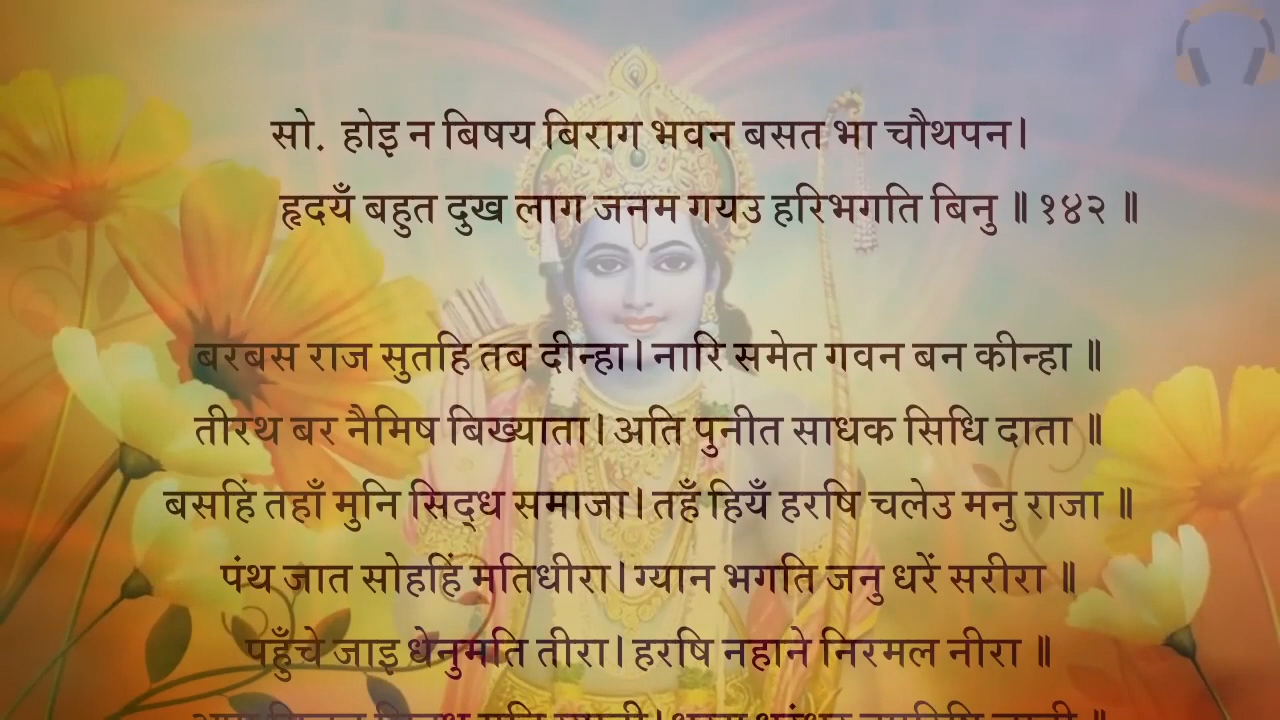 सो. होइ न बिषय बिराग भवन बसत भा चौथपन।
हृदयँ बहुत दुख लाग जनम गयउ हरिभगति बिनु ॥ १४२ ॥
बरबस राज सुतहि तब दीन्हा। नारि समेत गवन बन कीन्हा ॥
तीरथ बर नैमिष बिख्याता। अति पुनीत साधक सिधि दाता ॥
बसहिं तहाँ मुनि सिद्ध समाजा। तहँ हियँ हरषि चलेउ मनु राजा ॥
पंथ जात सोहहिं मतिधीरा। ग्यान भगति जनु धरें सरीरा ॥
पहुँचे जाइ धेनुमति तीरा। हरषि नहाने निरमल नीरा ॥